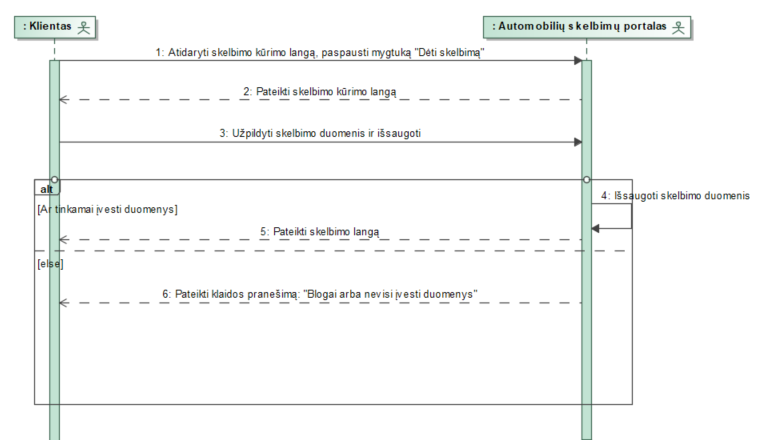 : Klientas
: Automobilių skelbimų portalas
1: Atidaryti skelbimo kūrimo langą, paspausti mygtuką "Dėti skelbimą"
2: Pateikti skelbimo kūrimo langą
3: Užpildyti skelbimo duomenis ir išsaugoti
alt
4: Išsaugoti skelbimo duomenis
[Ar tinkamai įvesti duomenys]
5: Pateikti skelbimo langą
[else]
6: Pateikti klaidos pranešimą: "Blogai arba nevisi įvesti duomenys"